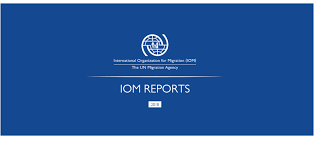 International Organization for Migration (IOM)
The UN Migration Agency
IOM REPORTS